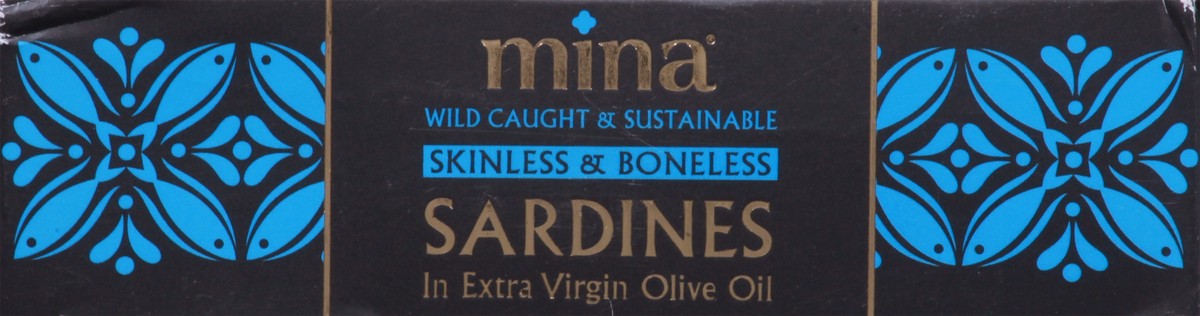 mina
WILD CAUGHT & SUSTAINABLE
SKINLESS & BONELESS
SARDINES
In Extra Virgin Olive Oil